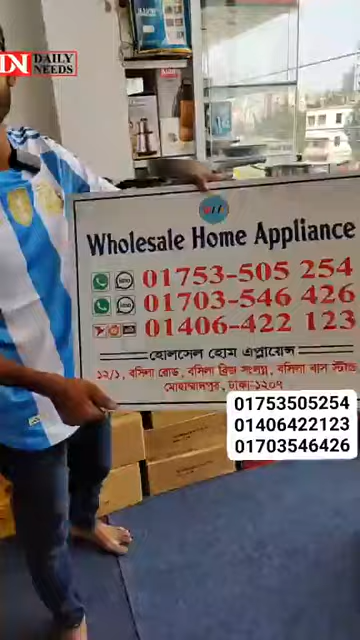 DN DAILY NEEDS
Wholesale Home Appliance
01753-505 254
01703-546 426
01406-422 123
হোলসেল হোম এপ্লায়েন্স
১২/১, বসিলা রোড, বসিলা ব্রিজ সংলগ্ন, বসিলা বাস স্ট্যান্ড
মোহাম্মদপুর, ঢাকা-১২০৭
01753505254
01406422123
01703546426